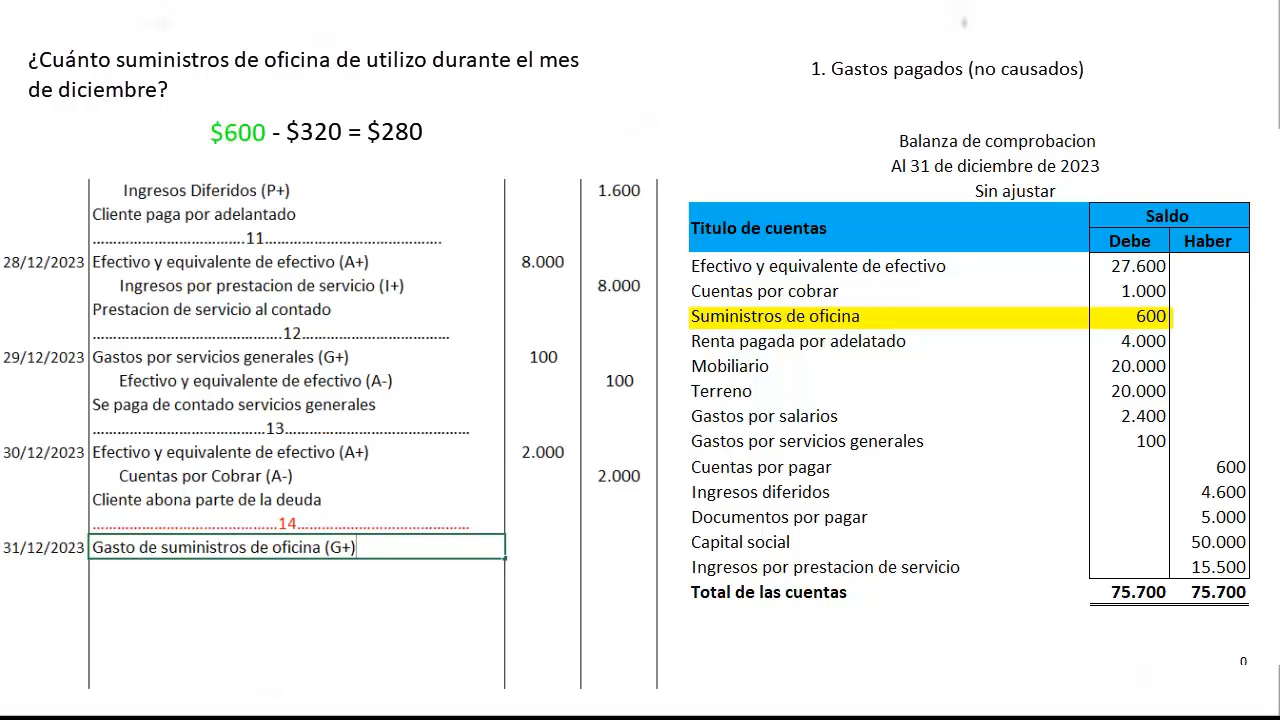 ¿Cuánto suministros de oficina de utilizo durante el mes
de diciembre?
$600 - $320 = $280
Ingresos Diferidos (P+) 1.600
Cliente paga por adelantado
.............................................11..........................................
28/12/2023 Efectivo y equivalente de efectivo (A+) 8.000
Ingresos por prestacion de servicio (I+) 8.000
Prestacion de servicio al contado
.............................................12..........................................
29/12/2023 Gastos por servicios generales (G+) 100
Efectivo y equivalente de efectivo (A-) 100
Se paga de contado servicios generales
.............................................13..........................................
30/12/2023 Efectivo y equivalente de efectivo (A+) 2.000
Cuentas por Cobrar (A-) 2.000
Cliente abona parte de la deuda
.............................................14..........................................
31/12/2023 Gasto de suministros de oficina (G+)
1. Gastos pagados (no causados)
Balanza de comprobacion
Al 31 de diciembre de 2023
Sin ajustar
Titulo de cuentas Saldo
Debe Haber
Efectivo y equivalente de efectivo 27.600
Cuentas por cobrar 1.000
Suministros de oficina 600
Renta pagada por adelatado 4.000
Mobiliario 20.000
Terreno 20.000
Gastos por salarios 2.400
Gastos por servicios generales 100
Cuentas por pagar 600
Ingresos diferidos 4.600
Documentos por pagar 5.000
Capital social 50.000
Ingresos por prestacion de servicio 15.500
Total de las cuentas 75.700 75.700
0